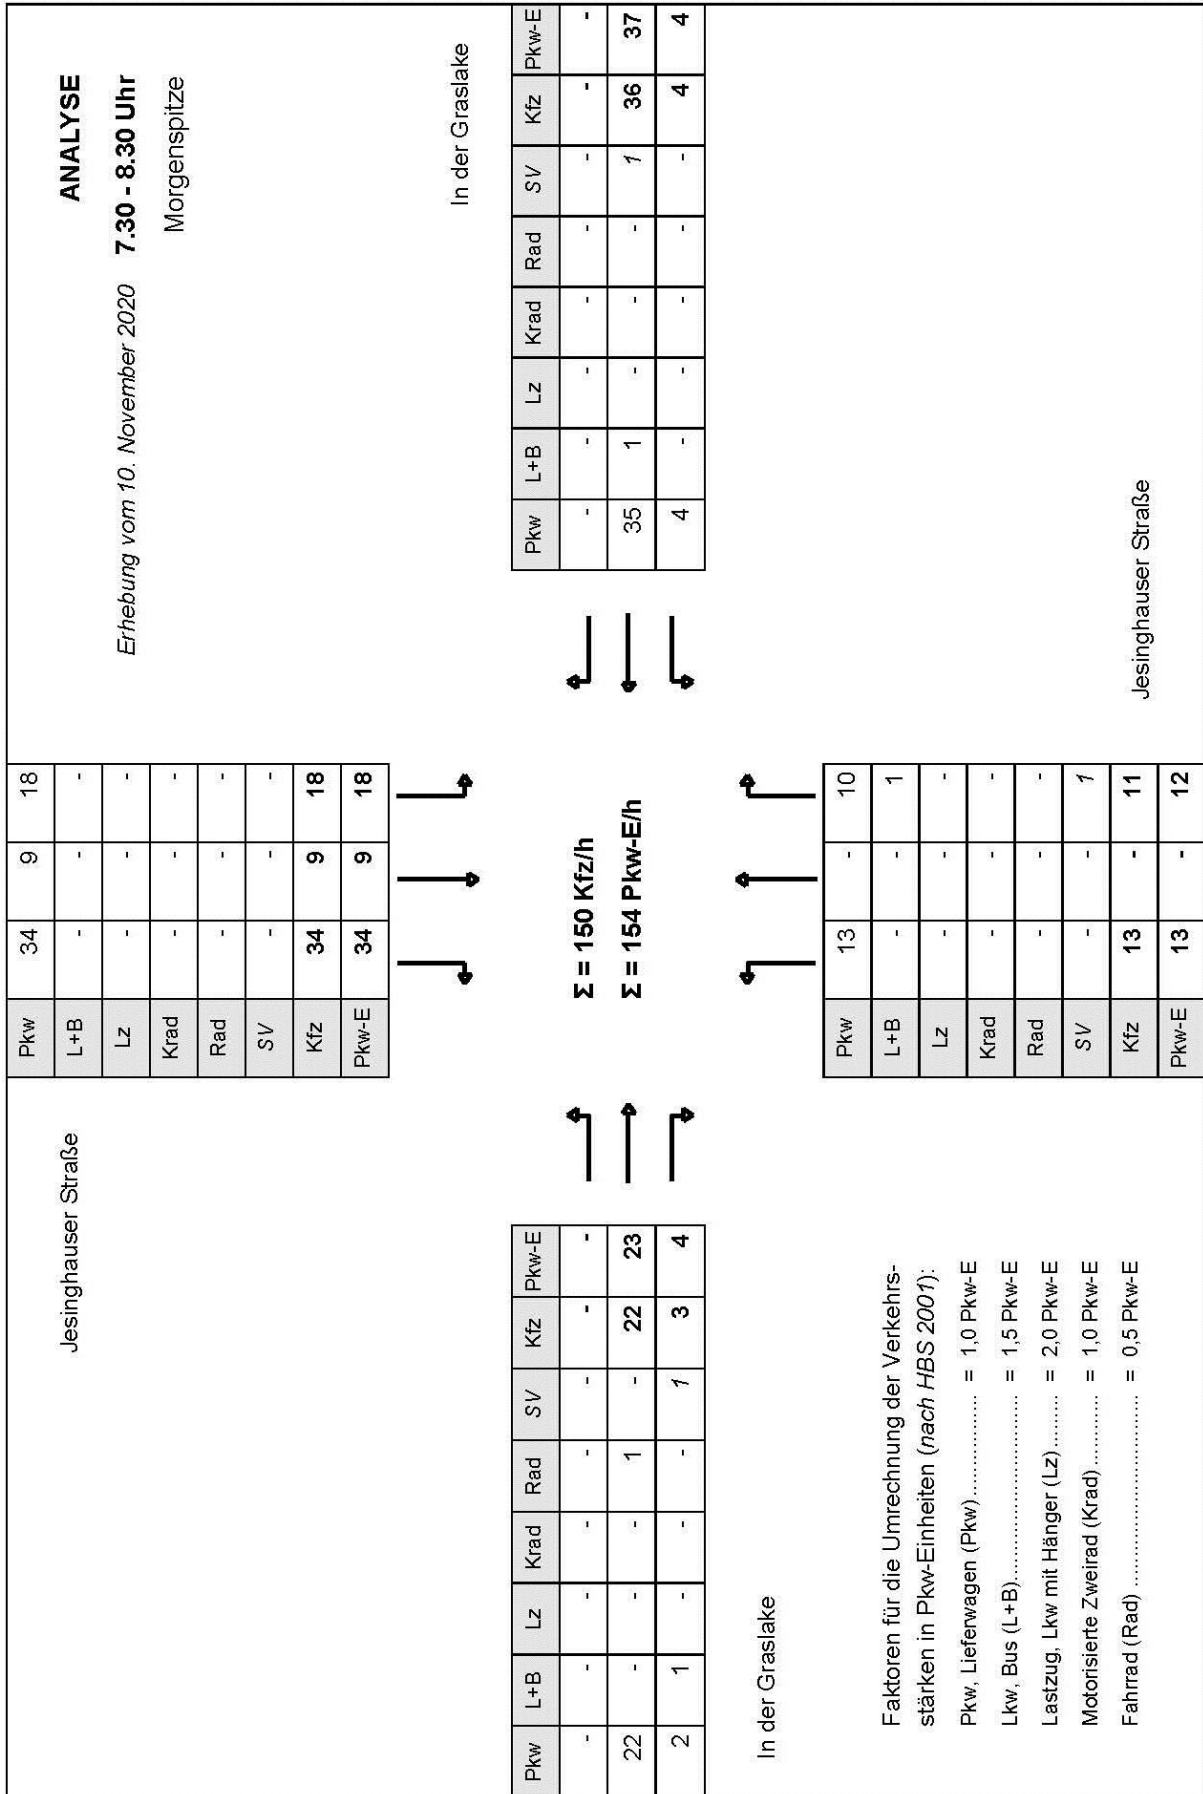 ANALYSE
Erhebung vom 10. November 2020 7.30 - 8.30 Uhr
Morgenspitze
Jesinghauser Straße
Pkw 34 9 18
L+B - - -
Lz - - -
Krad - - -
Rad - - -
SV - - -
Kfz 34 9 18
Pkw-E 34 9 18
In der Graslake
Pkw L+B Lz Krad Rad SV Kfz Pkw-E
- - - - - - - -
35 1 - - - 1 36 37
4 - - - - - 4 4
Σ = 150 Kfz/h
Σ = 154 Pkw-E/h
Pkw L+B Lz Krad Rad SV Kfz Pkw-E
- - - - - - - -
22 - - - 1 - 22 23
2 1 - - - 1 3 4
In der Graslake
Pkw 13 - 10
L+B - - 1
Lz - - -
Krad - - -
Rad - - -
SV - - 1
Kfz 13 - 11
Pkw-E 13 - 12
Jesinghauser Straße
Faktoren für die Umrechnung der Verkehrs-
stärken in Pkw-Einheiten (nach HBS 2001):
Pkw, Lieferwagen (Pkw) ................ = 1,0 Pkw-E
Lkw, Bus (L+B)............................... = 1,5 Pkw-E
Lastzug, Lkw mit Hänger (Lz) ......... = 2,0 Pkw-E
Motorisierte Zweirad (Krad) ............ = 1,0 Pkw-E
Fahrrad (Rad) ................................. = 0,5 Pkw-E